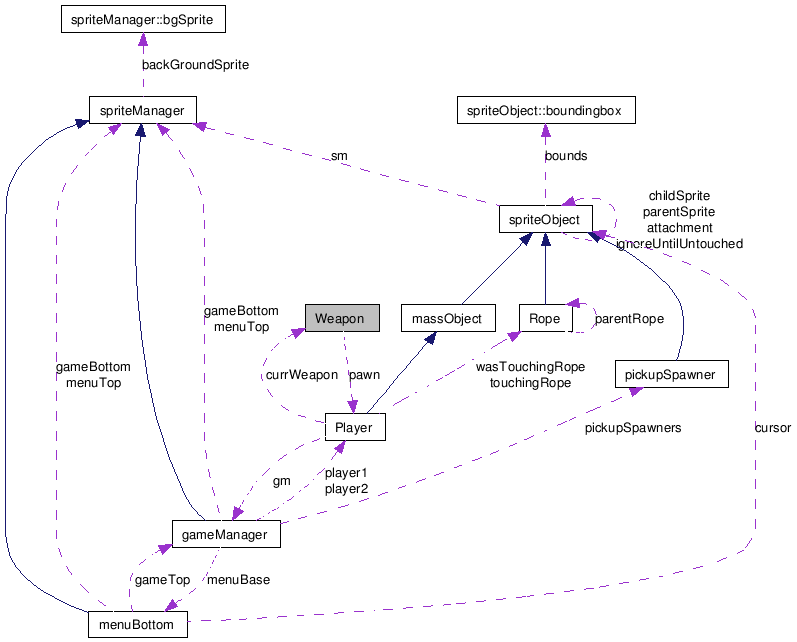 spriteManager::bgSprite
backGroundSprite
spriteManager
spriteObject::boundingbox
sm
bounds
childSprite
parentSprite
attachment
ignoreUntilUntouched
spriteObject
gameBottom
menuTop
Weapon
massObject
Rope
parentRope
gameBottom
menuTop
currWeapon
pawn
wasTouchingRope
touchingRope
pickupSpawner
Player
pickupSpawners
cursor
gm
player1
player2
gameManager
gameTop
menuBase
menuBottom